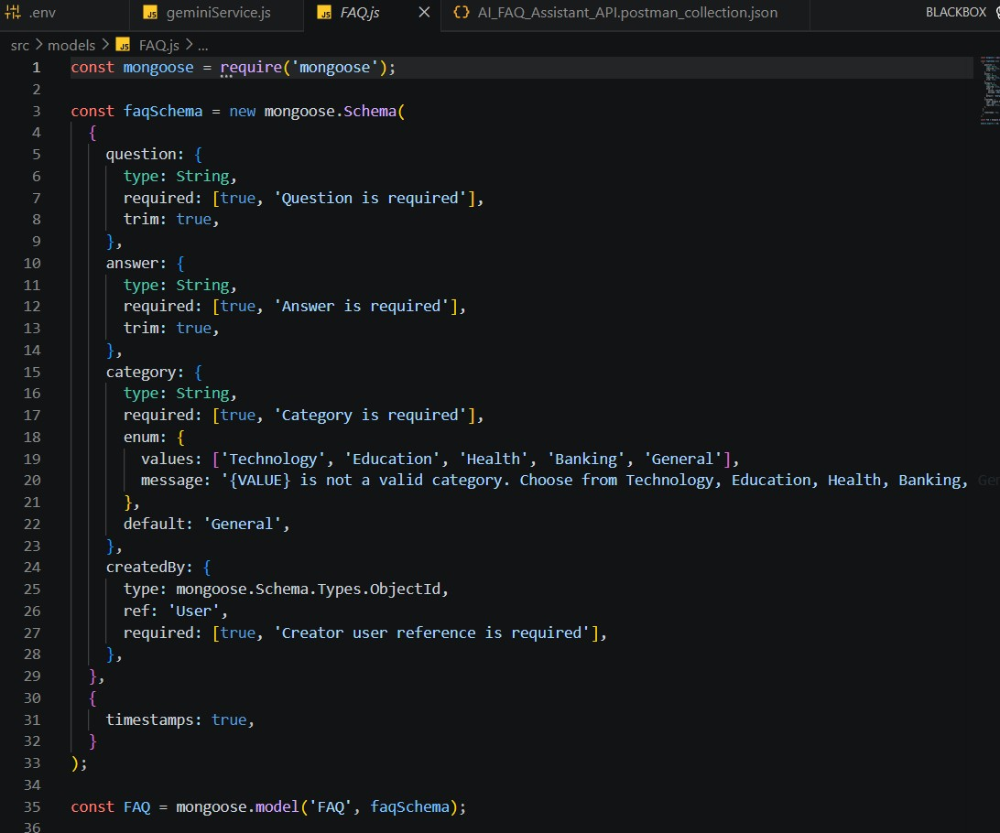 .env
JS geminiService.js
JS FAQ.js
{} AI_FAQ_Assistant_API.postman_collection.json
BLACKBOX
src > models > JS FAQ.js > ...
1 const mongoose = require('mongoose');
2
3 const faqSchema = new mongoose.Schema(
4   {
5     question: {
6       type: String,
7       required: [true, 'Question is required'],
8       trim: true,
9     },
10     answer: {
11       type: String,
12       required: [true, 'Answer is required'],
13       trim: true,
14     },
15     category: {
16       type: String,
17       required: [true, 'Category is required'],
18       enum: {
19         values: ['Technology', 'Education', 'Health', 'Banking', 'General'],
20         message: '{VALUE} is not a valid category. Choose from Technology, Education, Health, Banking,
21       },
22       default: 'General',
23     },
24     createdBy: {
25       type: mongoose.Schema.Types.ObjectId,
26       ref: 'User',
27       required: [true, 'Creator user reference is required'],
28     },
29   },
30   {
31     timestamps: true,
32   }
33 );
34
35 const FAQ = mongoose.model('FAQ', faqSchema);
36